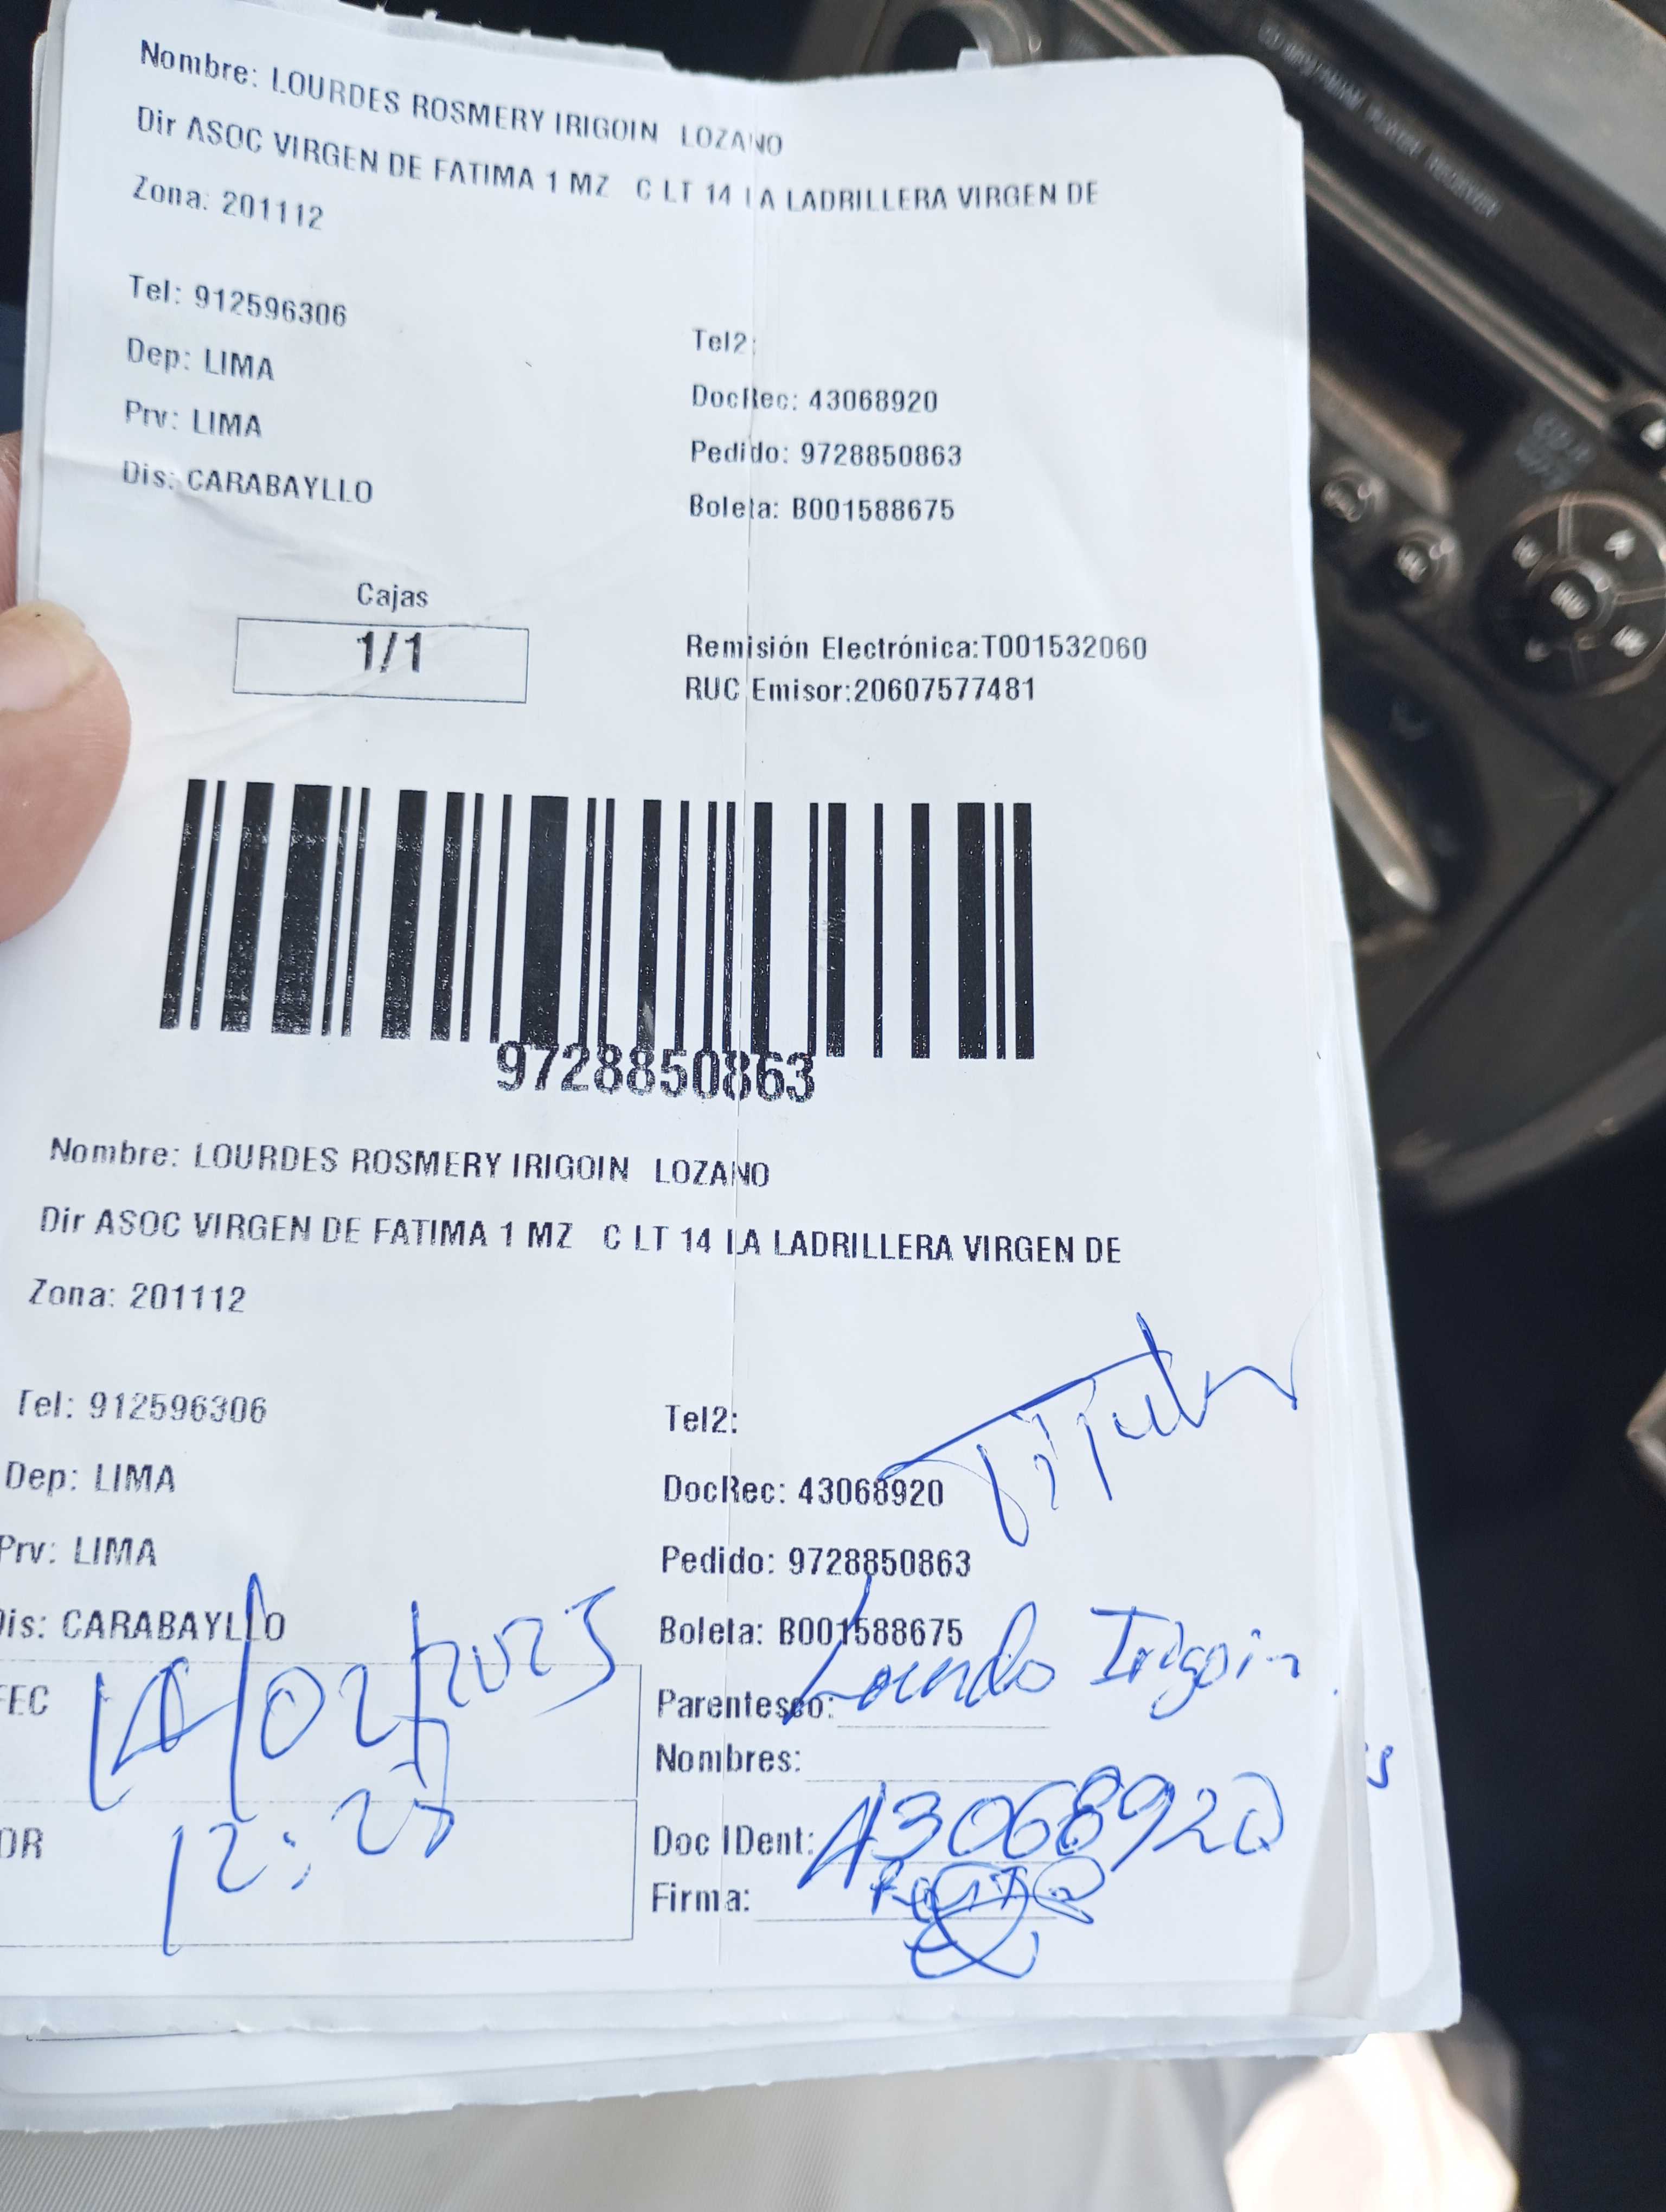 Nombre: LOURDES ROSMERY IRIGOIN LOZANO
Dir ASOC VIRGEN DE FATIMA 1 MZ C LT 14 LA LADRILLERA VIRGEN DE
Zona: 201112
Tel: 912596306
Tel2:
Dep: LIMA
DocRec: 43068920
Prv: LIMA
Pedido: 9728850863
Dis: CARABAYLLO
Boleta: B001588675
Cajas
1/1
Remisión Electrónica:T001532060
RUC Emisor:20607577481
9728850863
Nombre: LOURDES ROSMERY IRIGOIN LOZANO
Dir ASOC VIRGEN DE FATIMA 1 MZ C LT 14 LA LADRILLERA VIRGEN DE
Zona: 201112
Tel: 912596306
Tel2:
Titular
Dep: LIMA
DocRec: 43068920
Prv: LIMA
Pedido: 9728850863
Dis: CARABAYLLO
Boleta: B001588675
FEC
/02/2025
Parentesco: Irigoin
Nombres:
OR
12:27
Doc IDent: 43068920
Firma: